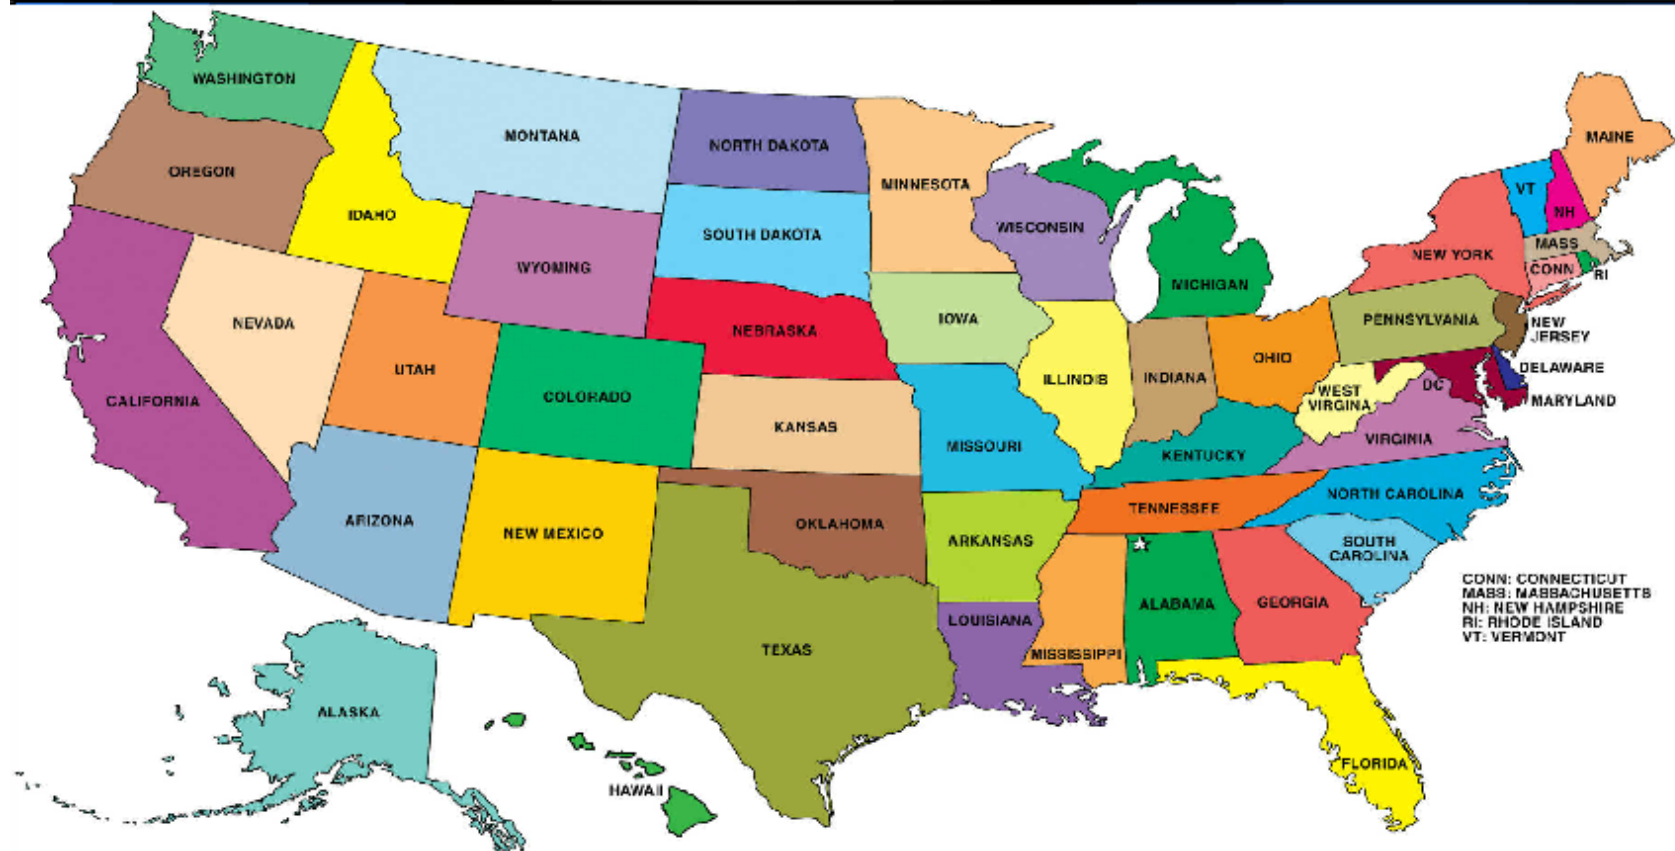 WASHINGTON
MONTANA
NORTH DAKOTA
MINNESOTA
MAINE
OREGON
IDAHO
SOUTH DAKOTA
WISCONSIN
VT
NH
WYOMING
MICHIGAN
NEW YORK
MASS
CONN
RI
NEVADA
NEBRASKA
IOWA
PENNSYLVANIA
NEW
JERSEY
UTAH
COLORADO
ILLINOIS
INDIANA
OHIO
DELAWARE
CALIFORNIA
KANSAS
MISSOURI
WEST
VIRGINA
DC
MARYLAND
KENTUCKY
VIRGINIA
ARIZONA
NEW MEXICO
OKLAHOMA
ARKANSAS
TENNESSEE
NORTH CAROLINA
SOUTH
CAROLINA
TEXAS
LOUISIANA
MISSISSIPPI
ALABAMA
GEORGIA
CONN: CONNECTICUT
MASS: MASSACHUSETTS
NH: NEW HAMPSHIRE
RI: RHODE ISLAND
VT: VERMONT
ALASKA
HAWAII
FLORIDA